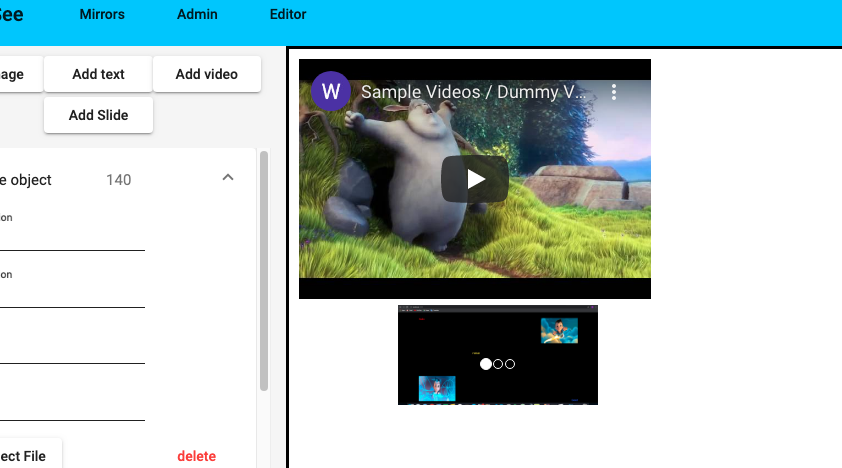 See Mirrors Admin Editor
age Add text Add video
Add Slide
e object 140
on
on
ect File delete
W Sample Videos / Dummy V...